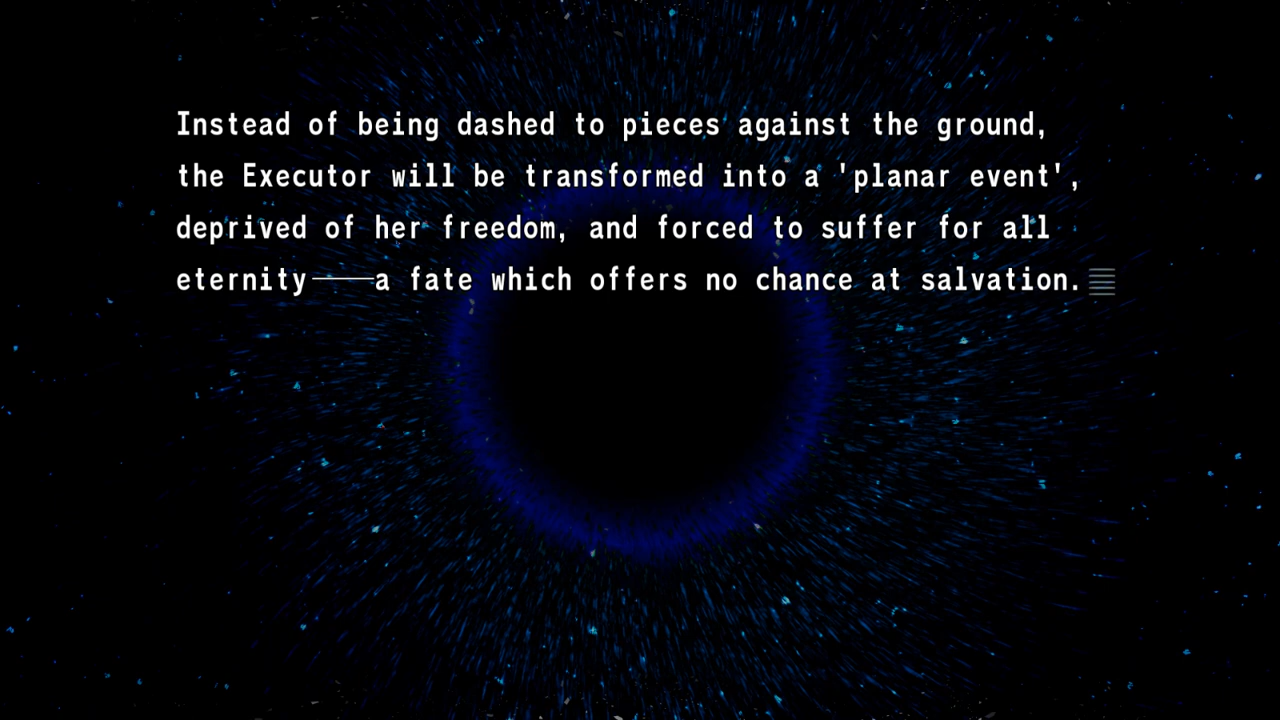 Instead of being dashed to pieces against the ground,
the Executor will be transformed into a 'planar event',
deprived of her freedom, and forced to suffer for all
eternity――a fate which offers no chance at salvation.